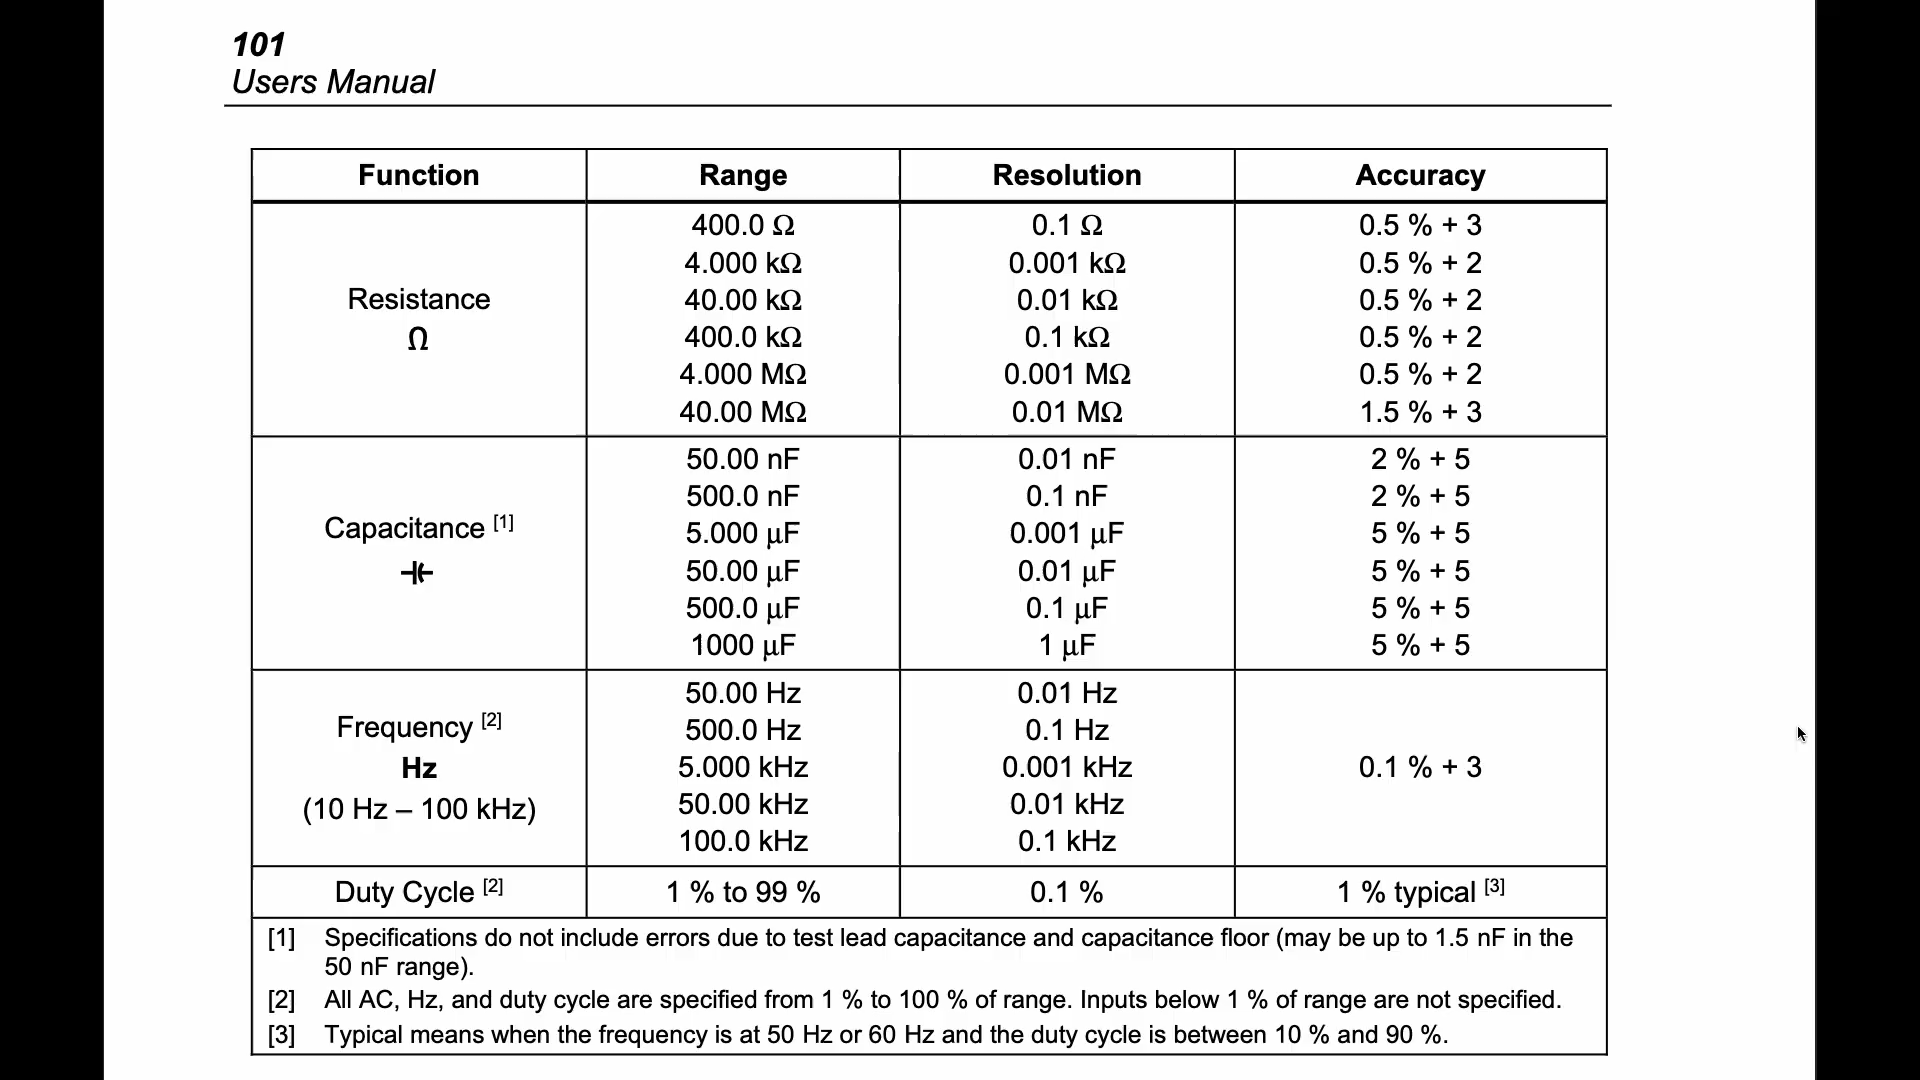 101
Users Manual
Function Range Resolution Accuracy
Resistance
Ω
400.0 Ω 0.1 Ω 0.5 % + 3
4.000 kΩ 0.001 kΩ 0.5 % + 2
40.00 kΩ 0.01 kΩ 0.5 % + 2
400.0 kΩ 0.1 kΩ 0.5 % + 2
4.000 MΩ 0.001 MΩ 0.5 % + 2
40.00 MΩ 0.01 MΩ 1.5 % + 3
Capacitance [1]
50.00 nF 0.01 nF 2 % + 5
500.0 nF 0.1 nF 2 % + 5
5.000 μF 0.001 μF 5 % + 5
50.00 μF 0.01 μF 5 % + 5
500.0 μF 0.1 μF 5 % + 5
1000 μF 1 μF 5 % + 5
Frequency [2]
Hz
(10 Hz – 100 kHz)
50.00 Hz 0.01 Hz
500.0 Hz 0.1 Hz
5.000 kHz 0.001 kHz 0.1 % + 3
50.00 kHz 0.01 kHz
100.0 kHz 0.1 kHz
Duty Cycle [2] 1 % to 99 % 0.1 % 1 % typical [3]
[1] Specifications do not include errors due to test lead capacitance and capacitance floor (may be up to 1.5 nF in the
50 nF range).
[2] All AC, Hz, and duty cycle are specified from 1 % to 100 % of range. Inputs below 1 % of range are not specified.
[3] Typical means when the frequency is at 50 Hz or 60 Hz and the duty cycle is between 10 % and 90 %.